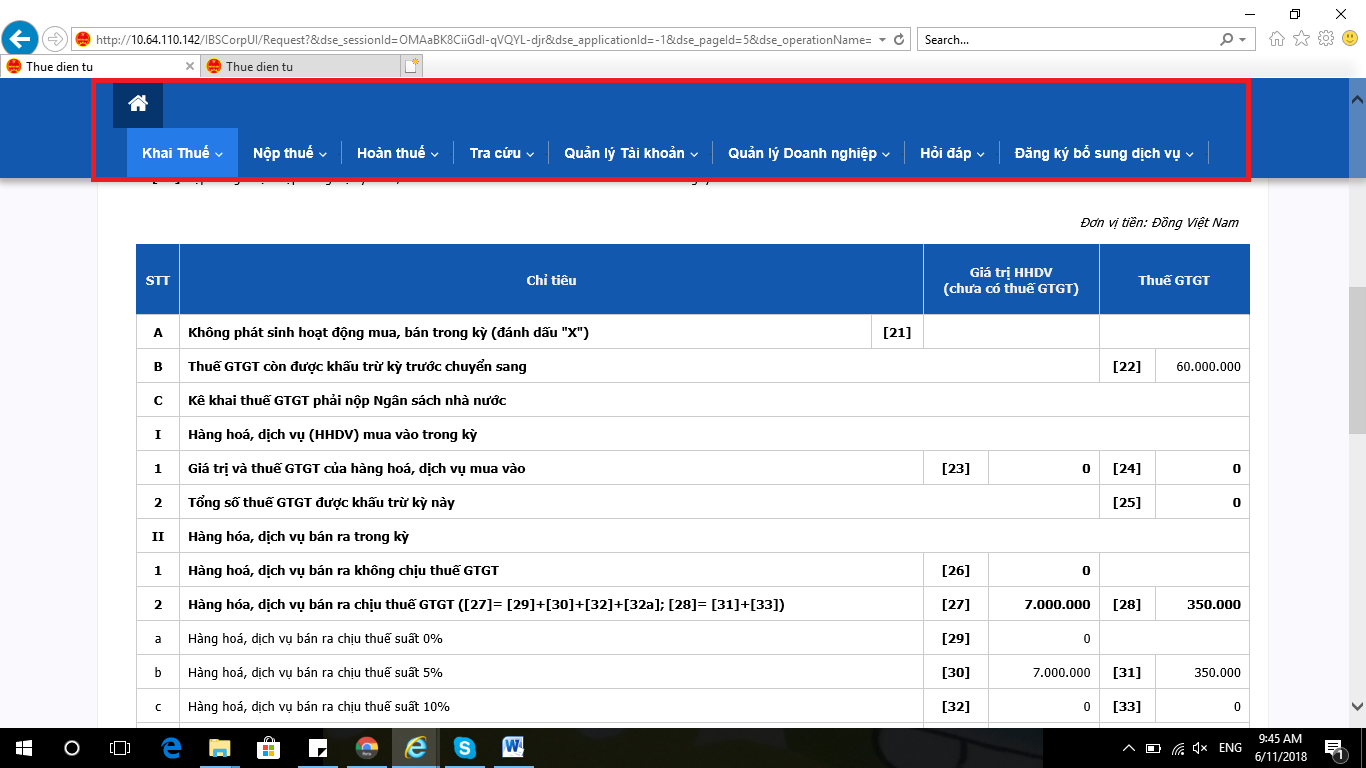 http://10.64.110.142/IBSCorpUI/Request?&dse_sessionId=OMAaBK8CiiGdI-qVQYL-djr&dse_applicationId=-1&dse_pageId=5&dse_operationName=
Search...
Thue dien tu
Thue dien tu
Khai Thuế
Nộp thuế
Hoàn thuế
Tra cứu
Quản lý Tài khoản
Quản lý Doanh nghiệp
Hỏi đáp
Đăng ký bổ sung dịch vụ
Đơn vị tiền: Đồng Việt Nam
STT Chỉ tiêu Giá trị HHDV Thuế GTGT
(chưa có thuế GTGT)
A Không phát sinh hoạt động mua, bán trong kỳ (đánh dấu "X") [21]
B Thuế GTGT còn được khấu trừ kỳ trước chuyển sang [22] 60.000.000
C Kê khai thuế GTGT phải nộp Ngân sách nhà nước
I Hàng hoá, dịch vụ (HHDV) mua vào trong kỳ
1 Giá trị và thuế GTGT của hàng hoá, dịch vụ mua vào [23] 0 [24] 0
2 Tổng số thuế GTGT được khấu trừ kỳ này [25] 0
II Hàng hóa, dịch vụ bán ra trong kỳ
1 Hàng hoá, dịch vụ bán ra không chịu thuế GTGT [26] 0
2 Hàng hóa, dịch vụ bán ra chịu thuế GTGT ([27]= [29]+[30]+[32]+[32a]; [28]= [31]+[33]) [27] 7.000.000 [28] 350.000
a Hàng hoá, dịch vụ bán ra chịu thuế suất 0% [29] 0
b Hàng hoá, dịch vụ bán ra chịu thuế suất 5% [30] 7.000.000 [31] 350.000
c Hàng hoá, dịch vụ bán ra chịu thuế suất 10% [32] 0 [33] 0
ENG
9:45 AM
6/11/2018
1